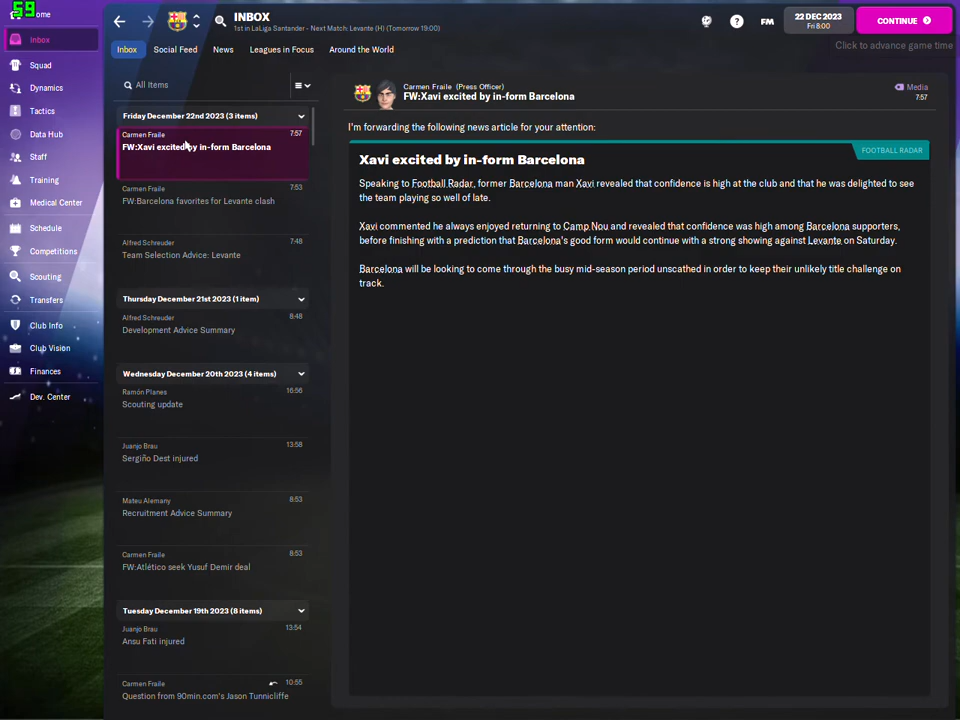 59
ome
Inbox
Squad
Dynamics
Tactics
Data Hub
Staff
Training
Medical Center
Schedule
Competitions
Scouting
Transfers
Club Info
Club Vision
Finances
Dev. Center
INBOX
1st in LaLiga Santander - Next Match: Levante (H) (Tomorrow 19:00)
?
FM
22 DEC 2023
Fri 8:00
CONTINUE
Click to advance game time
Inbox
Social Feed
News
Leagues in Focus
Around the World
All Items
Friday December 22nd 2023 (3 items)
Carmen Fraile 7:57
FW:Xavi excited by in-form Barcelona
Carmen Fraile 7:53
FW:Barcelona favorites for Levante clash
Alfred Schreuder 7:48
Team Selection Advice: Levante
Thursday December 21st 2023 (1 item)
Alfred Schreuder 8:48
Development Advice Summary
Wednesday December 20th 2023 (4 items)
Ramón Planes 16:56
Scouting update
Juanjo Brau 13:58
Sergiño Dest injured
Mateu Alemany 8:53
Recruitment Advice Summary
Carmen Fraile 8:53
FW:Atlético seek Yusuf Demir deal
Tuesday December 19th 2023 (8 items)
Juanjo Brau 13:54
Ansu Fati injured
Carmen Fraile 10:55
Question from 90min.com's Jason Tunnicliffe
Carmen Fraile (Press Officer)
FW:Xavi excited by in-form Barcelona
Media
7:57
I'm forwarding the following news article for your attention:
FOOTBALL RADAR
Xavi excited by in-form Barcelona
Speaking to Football Radar, former Barcelona man Xavi revealed that confidence is high at the club and that he was delighted to see
the team playing so well of late.
Xavi commented he always enjoyed returning to Camp Nou and revealed that confidence was high among Barcelona supporters,
before finishing with a prediction that Barcelona's good form would continue with a strong showing against Levante on Saturday.
Barcelona will be looking to come through the busy mid-season period unscathed in order to keep their unlikely title challenge on
track.